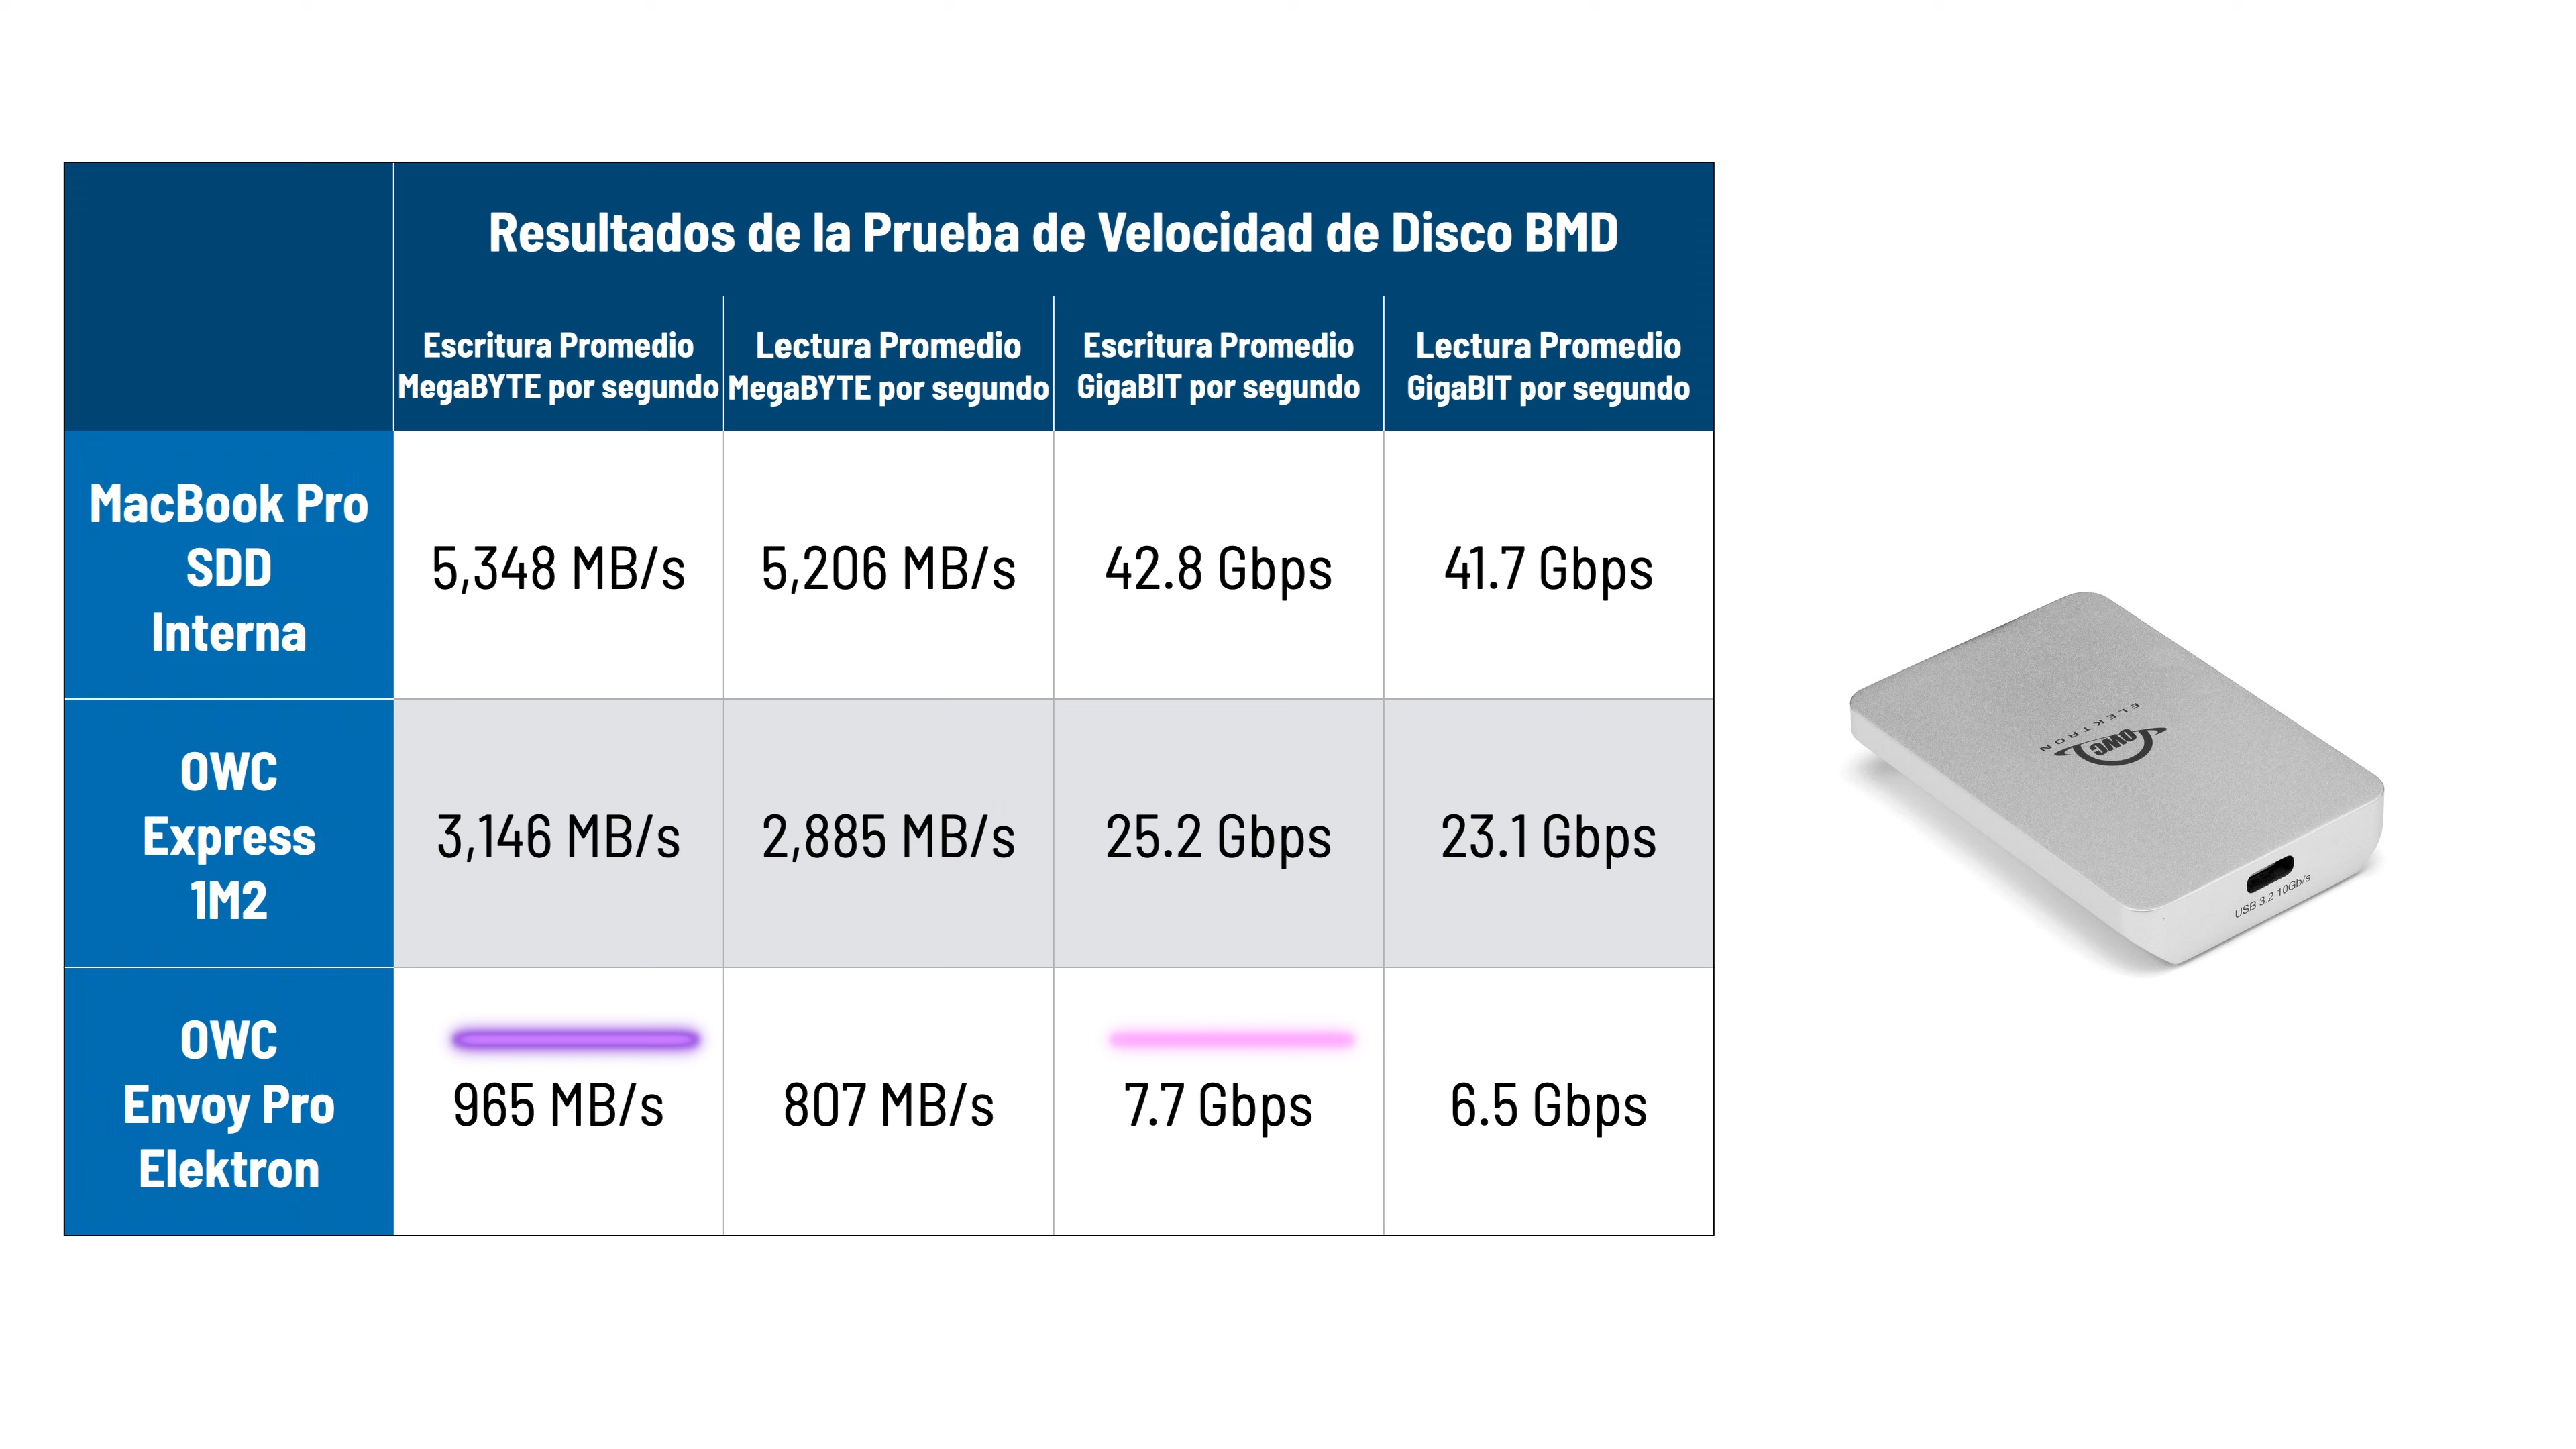 Resultados de la Prueba de Velocidad de Disco BMD
Escritura Promedio
MegaBYTE por segundo
Lectura Promedio
MegaBYTE por segundo
Escritura Promedio
GigaBIT por segundo
Lectura Promedio
GigaBIT por segundo
MacBook Pro
SDD
Interna
5,348 MB/s
5,206 MB/s
42.8 Gbps
41.7 Gbps
OWC
Express
1M2
3,146 MB/s
2,885 MB/s
25.2 Gbps
23.1 Gbps
OWC
Envoy Pro
Elektron
965 MB/s
807 MB/s
7.7 Gbps
6.5 Gbps
OWC
ELEKTRON
USB 3.2 10Gb/s